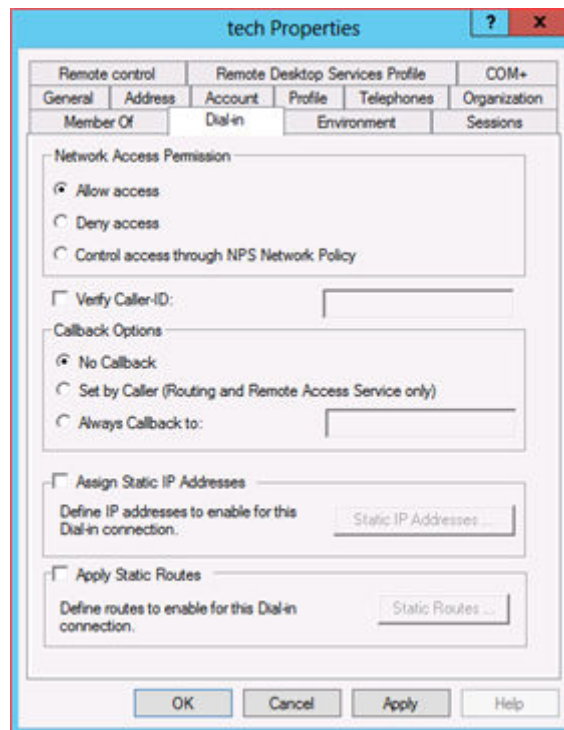 tech Properties
? x
Remote control Remote Desktop Services Profile COM+
General Address Account Profile Telephones Organization
Member Of Dial-in Environment Sessions
Network Access Permission
Allow access
Deny access
Control access through NPS Network Policy
Verify Caller-ID:
Callback Options
No Callback
Set by Caller (Routing and Remote Access Service only)
Always Callback to:
Assign Static IP Addresses
Define IP addresses to enable for this
Dial-in connection.
Static IP Addresses ...
Apply Static Routes
Define routes to enable for this Dial-in
connection.
Static Routes ...
OK Cancel Apply Help